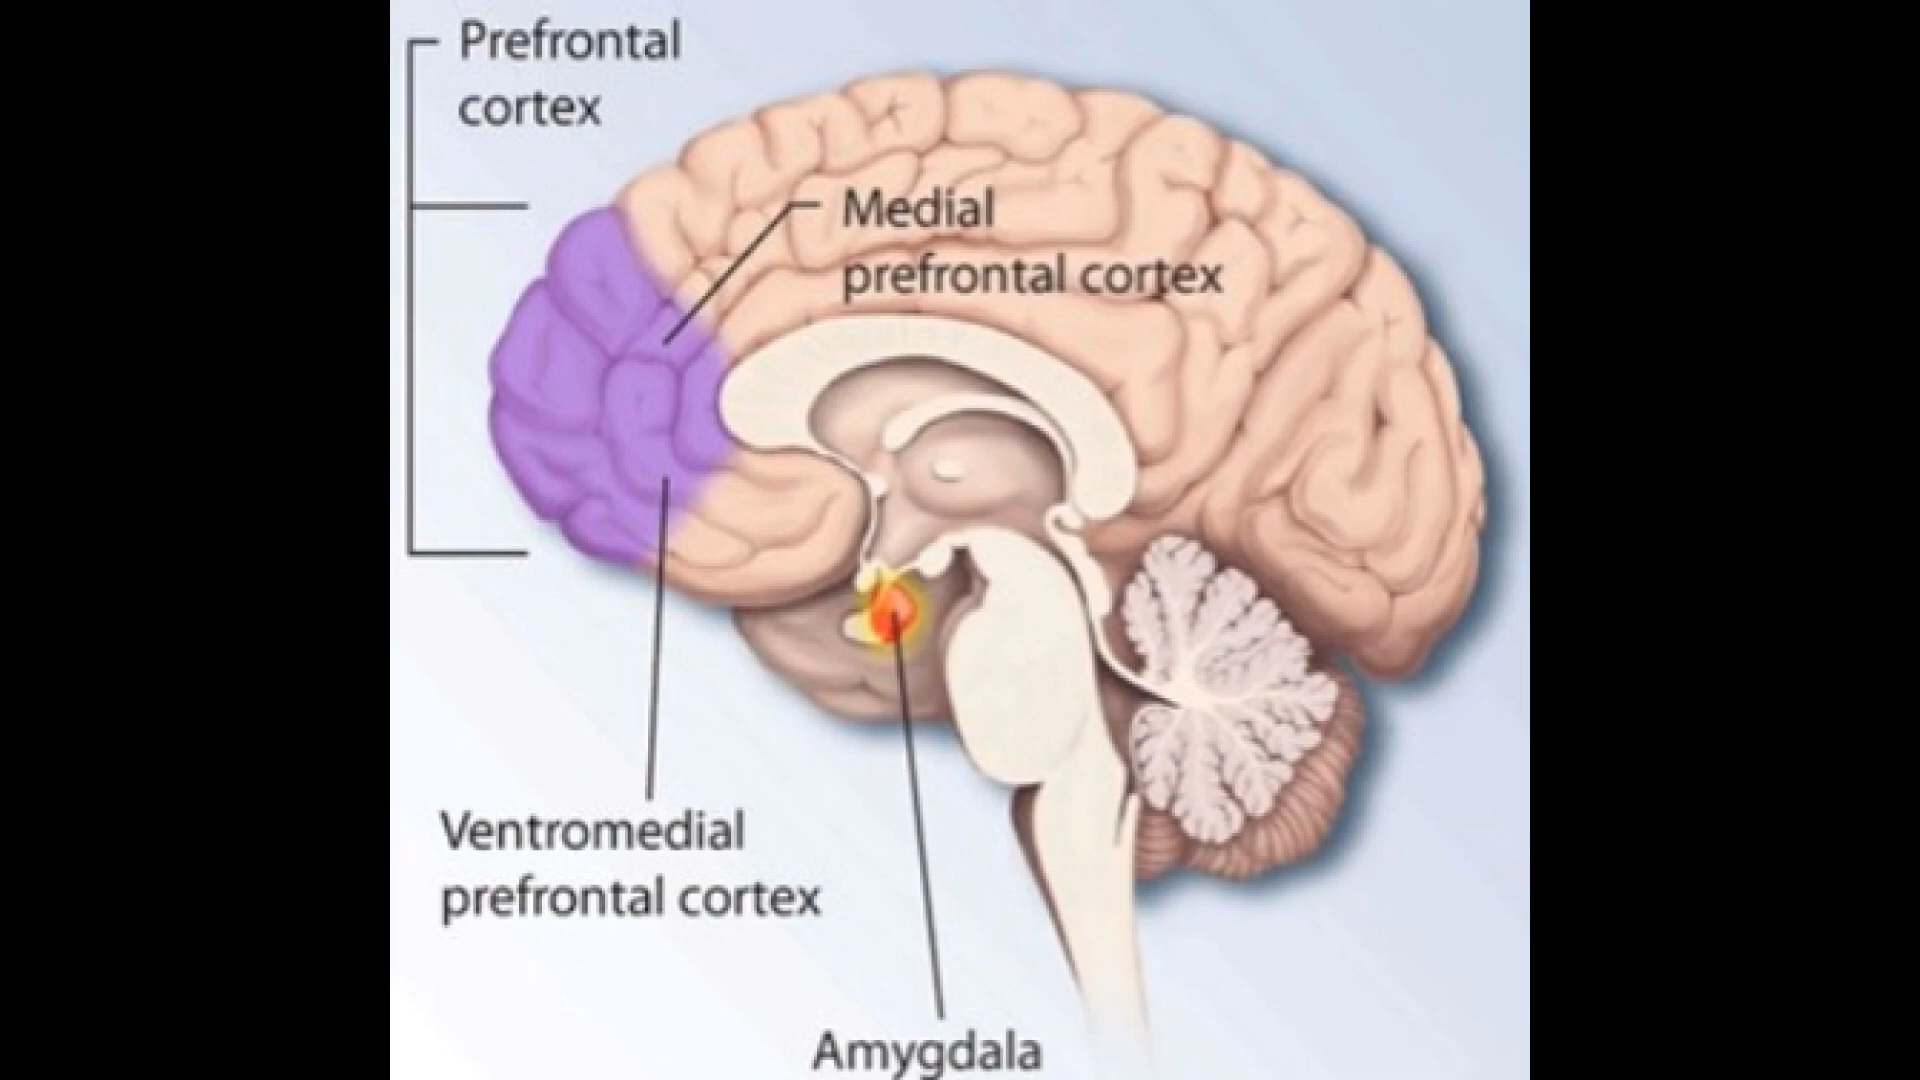 Prefrontal
cortex
Medial
prefrontal cortex
Ventromedial
prefrontal cortex
Amygdala